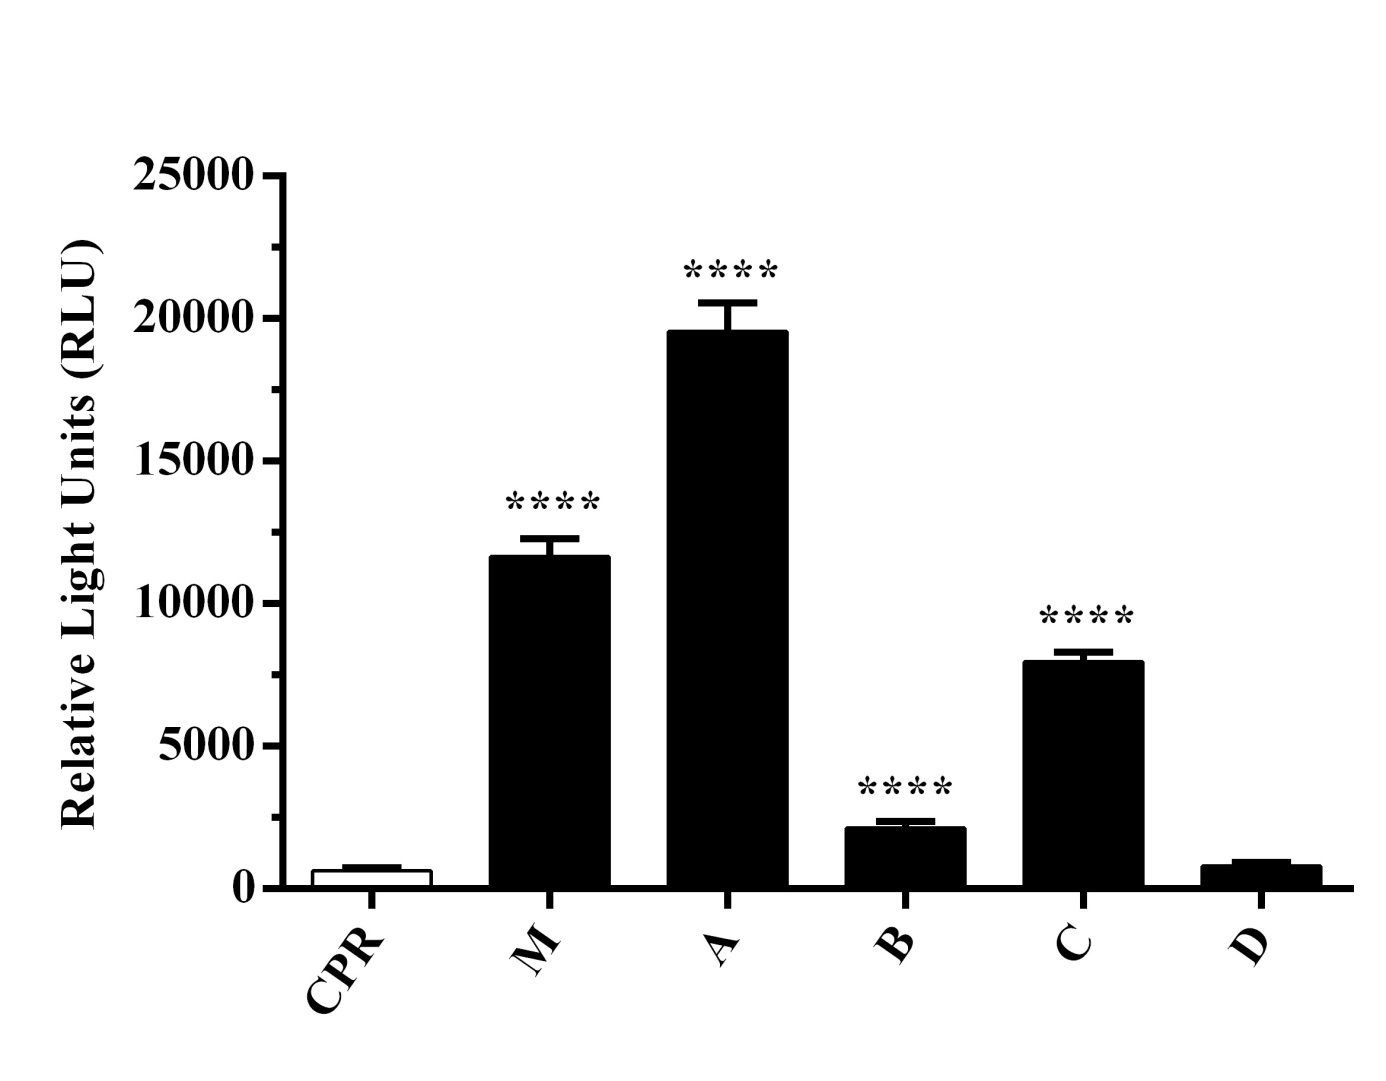 Relative Light Units (RLU)
25000
20000
15000
10000
5000
0
****
****
****
****
CPR
M
A
B
C
D